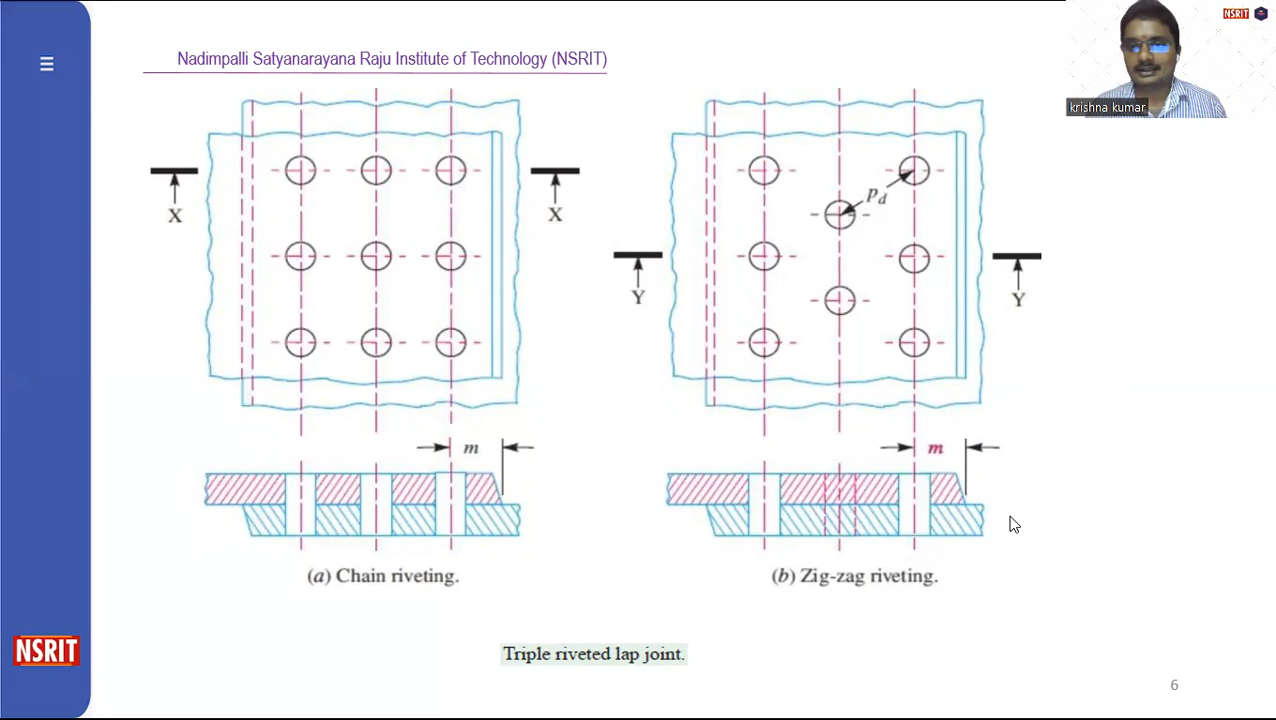 NSRIT
Nadimpalli Satyanarayana Raju Institute of Technology (NSRIT)
krishna kumar
X X
p_d
Y Y
m
m
(a) Chain riveting.
(b) Zig-zag riveting.
NSRIT
Triple riveted lap joint.
6